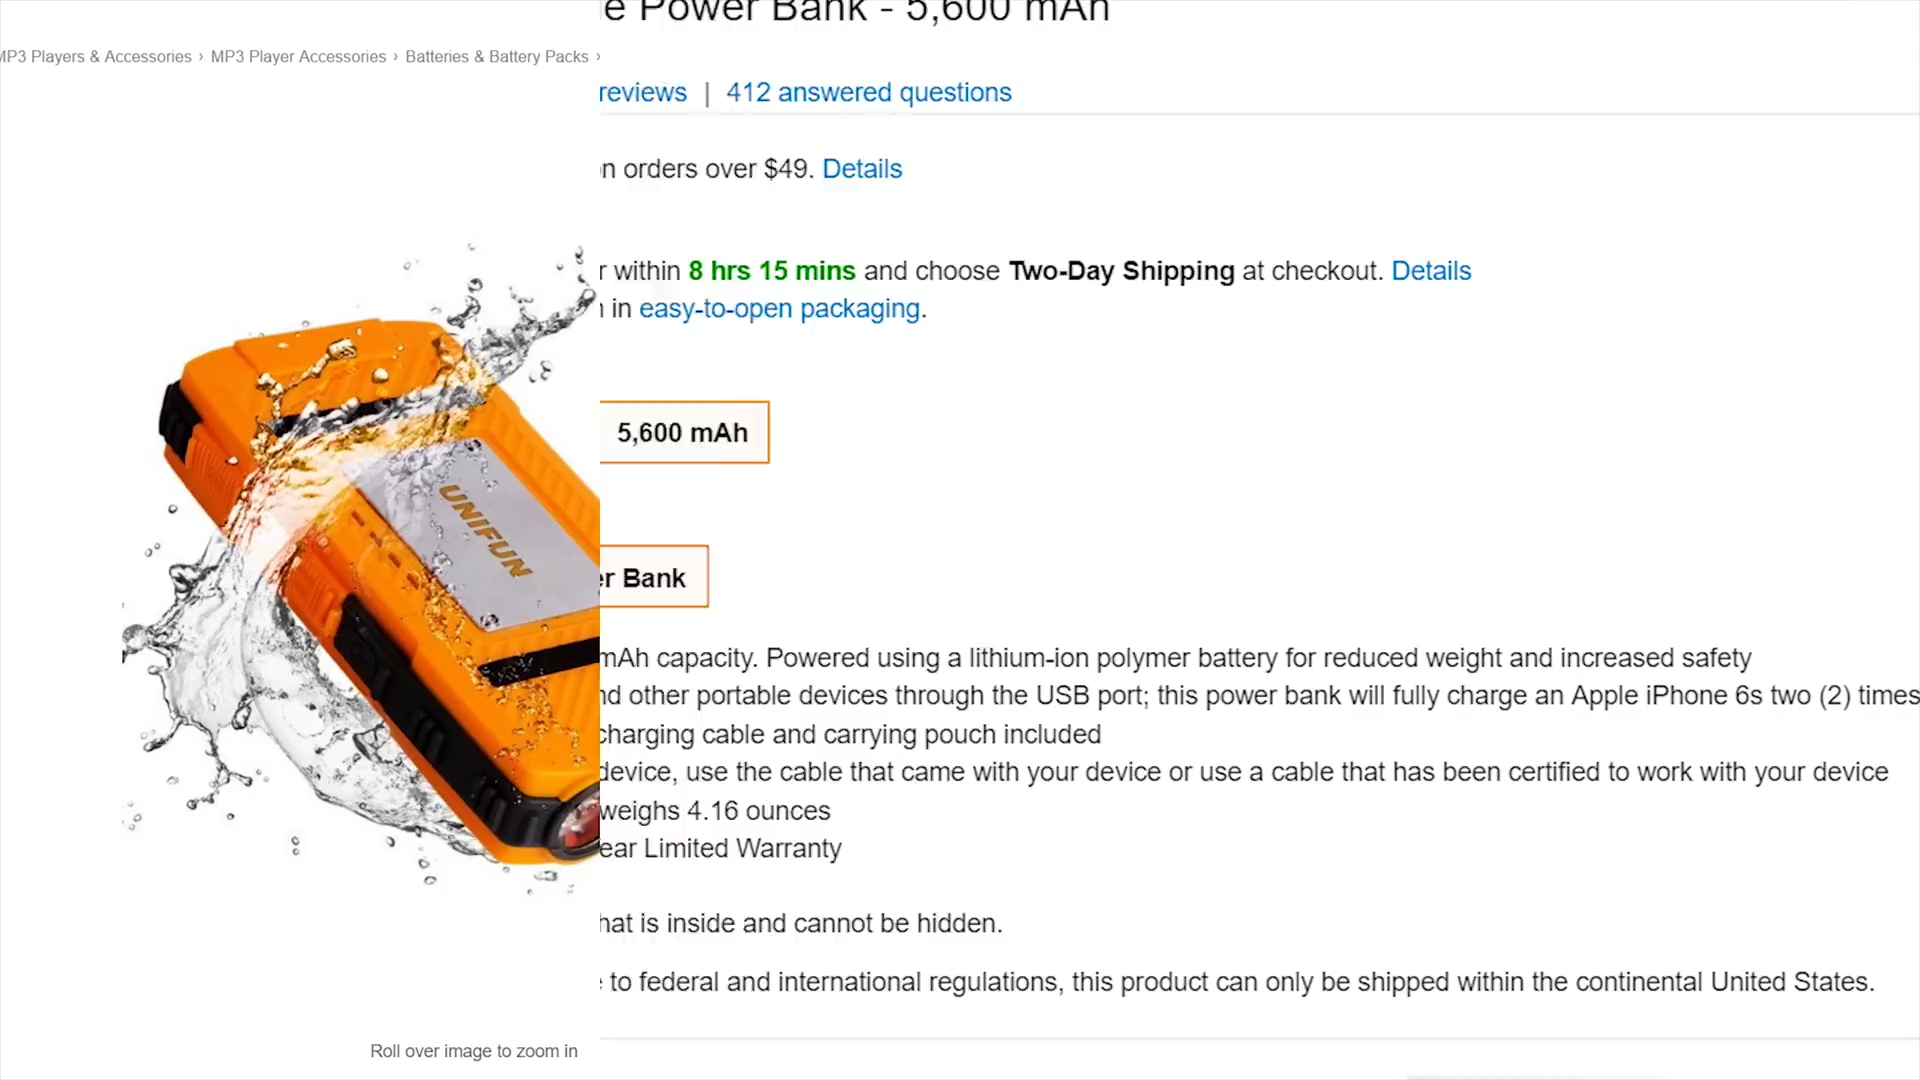 e Power Bank - 5,600 mAh
MP3 Players & Accessories › MP3 Player Accessories › Batteries & Battery Packs ›
reviews | 412 answered questions
n orders over $49. Details
r within 8 hrs 15 mins and choose Two-Day Shipping at checkout. Details
n in easy-to-open packaging.
5,600 mAh
UNIFUN
er Bank
mAh capacity. Powered using a lithium-ion polymer battery for reduced weight and increased safety
nd other portable devices through the USB port; this power bank will fully charge an Apple iPhone 6s two (2) times
charging cable and carrying pouch included
device, use the cable that came with your device or use a cable that has been certified to work with your device
weighs 4.16 ounces
ear Limited Warranty
hat is inside and cannot be hidden.
e to federal and international regulations, this product can only be shipped within the continental United States.
Roll over image to zoom in